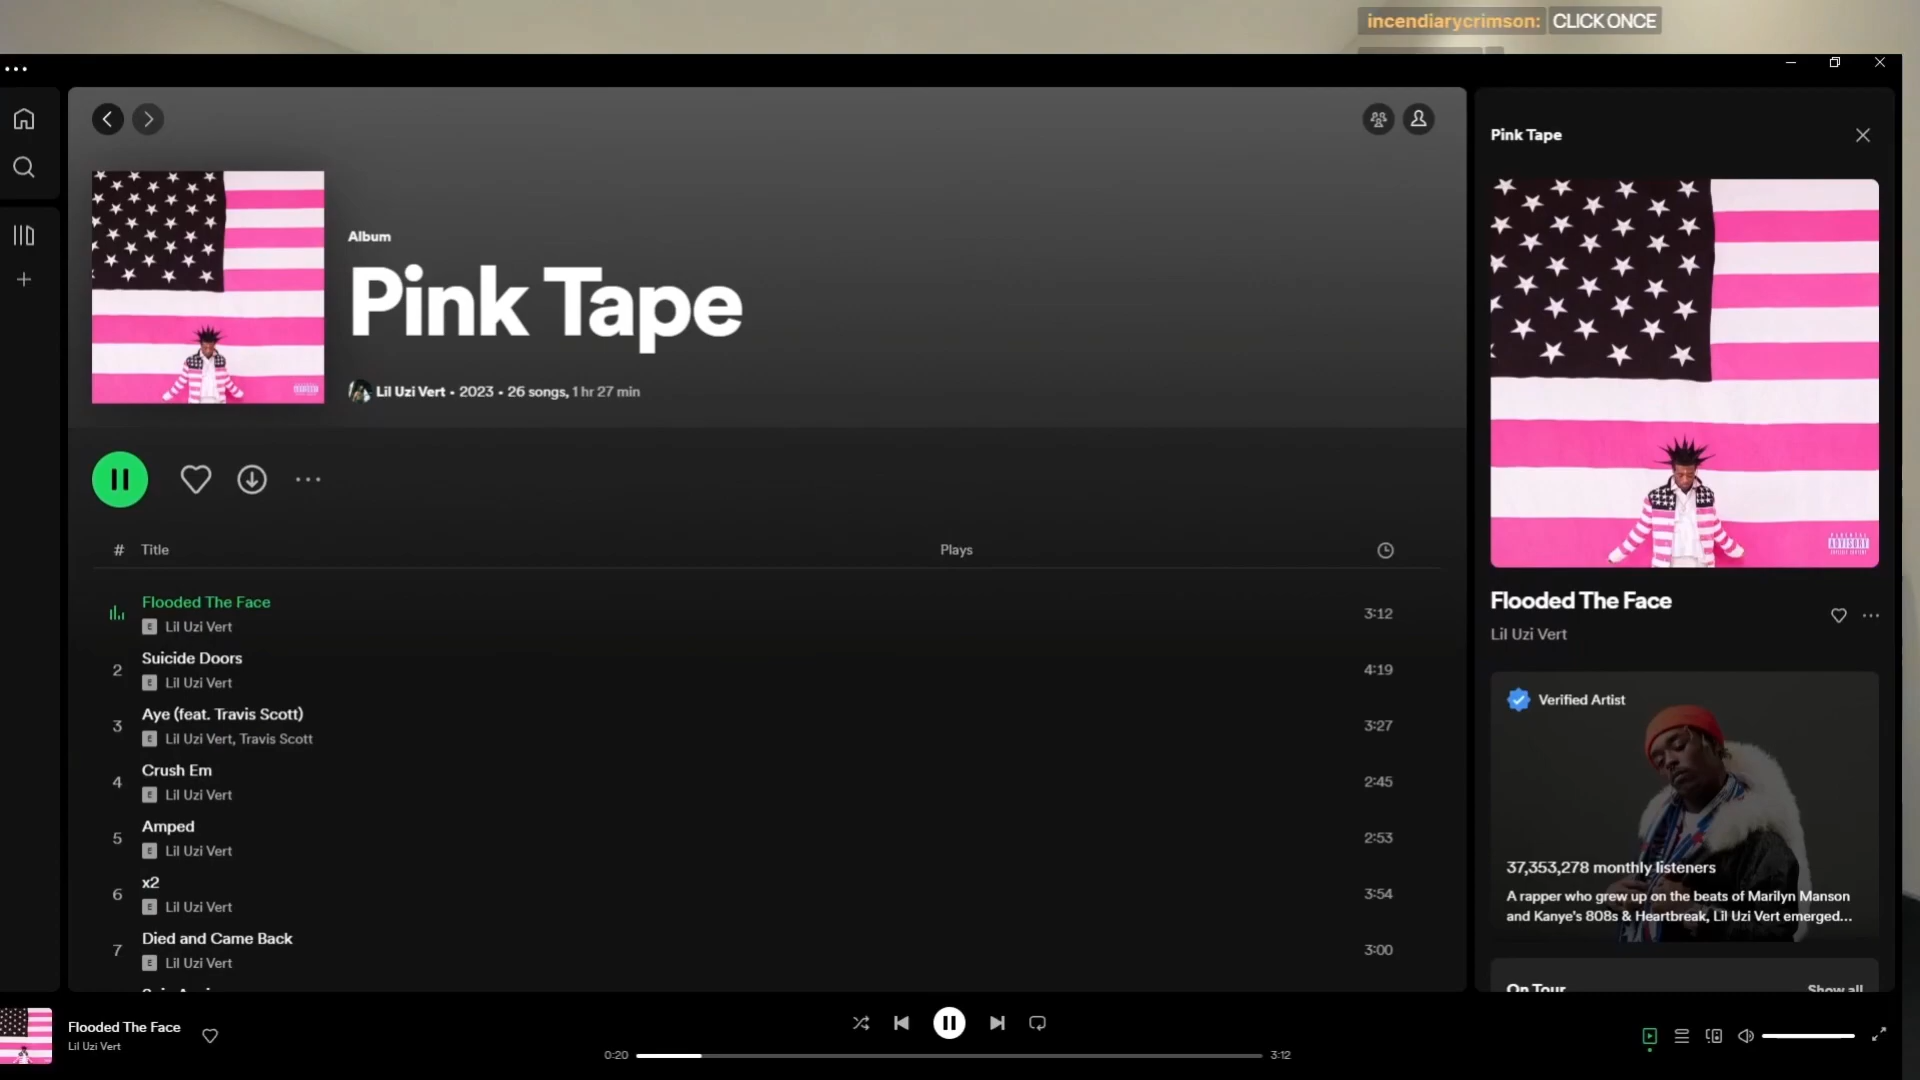 incendiarycrimson: CLICK ONCE
Pink Tape
Album
Pink Tape
Lil Uzi Vert • 2023 • 26 songs, 1 hr 27 min
# Title Plays
Flooded The Face
E Lil Uzi Vert
3:12
2
Suicide Doors
E Lil Uzi Vert
4:19
3
Aye (feat. Travis Scott)
E Lil Uzi Vert, Travis Scott
3:27
4
Crush Em
E Lil Uzi Vert
2:45
5
Amped
E Lil Uzi Vert
2:53
6
x2
E Lil Uzi Vert
3:54
7
Died and Came Back
E Lil Uzi Vert
3:00
PARENTAL
ADVISORY
EXPLICIT CONTENT
Flooded The Face
Lil Uzi Vert
Verified Artist
37,353,278 monthly listeners
A rapper who grew up on the beats of Marilyn Manson
and Kanye's 808s & Heartbreak, Lil Uzi Vert emerged...
On Tour Show all
Flooded The Face
Lil Uzi Vert
0:20
3:12